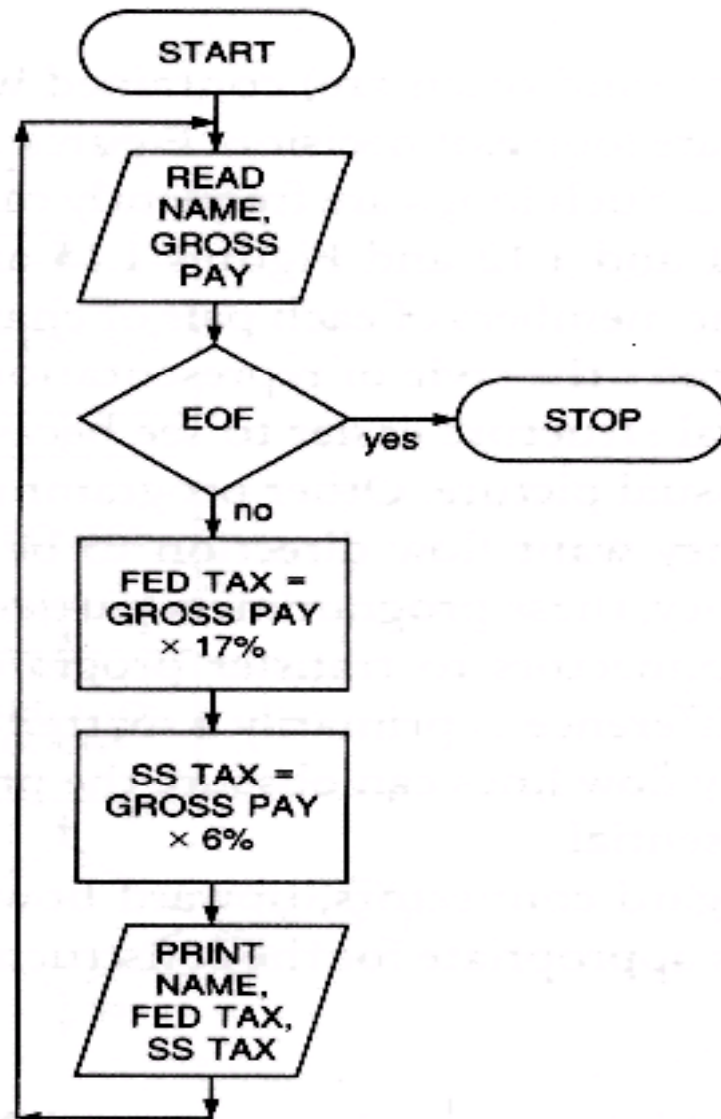 START
READ
NAME,
GROSS
PAY
EOF
yes
STOP
no
FED TAX =
GROSS PAY
× 17%
SS TAX =
GROSS PAY
× 6%
PRINT
NAME,
FED TAX,
SS TAX